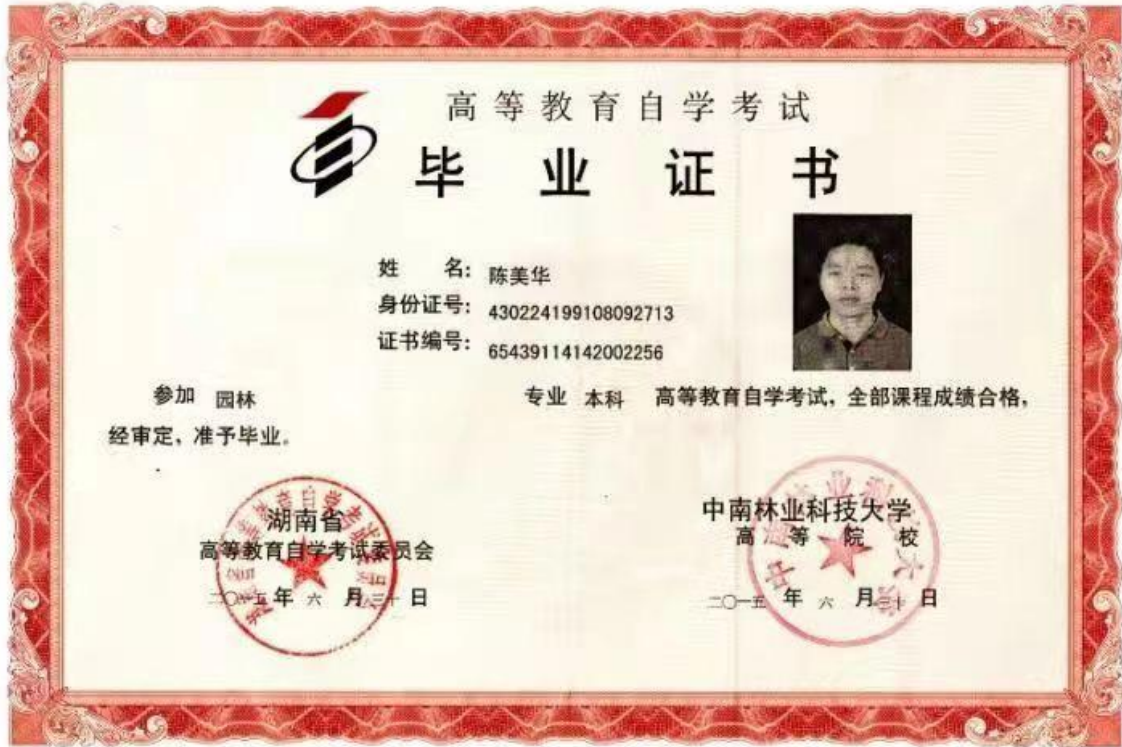 高等教育自学考试
毕业证书
姓 名: 陈美华
身份证号: 430224199108092713
证书编号: 65439114142002256
参加 园林 专业 本科 高等教育自学考试, 全部课程成绩合格,
经审定, 准予毕业。
湖南省
高等教育自学考试委员会
二〇一五 年 六 月 三十 日
中南林业科技大学
高 等 院 校
二〇一五 年 六 月 三十 日